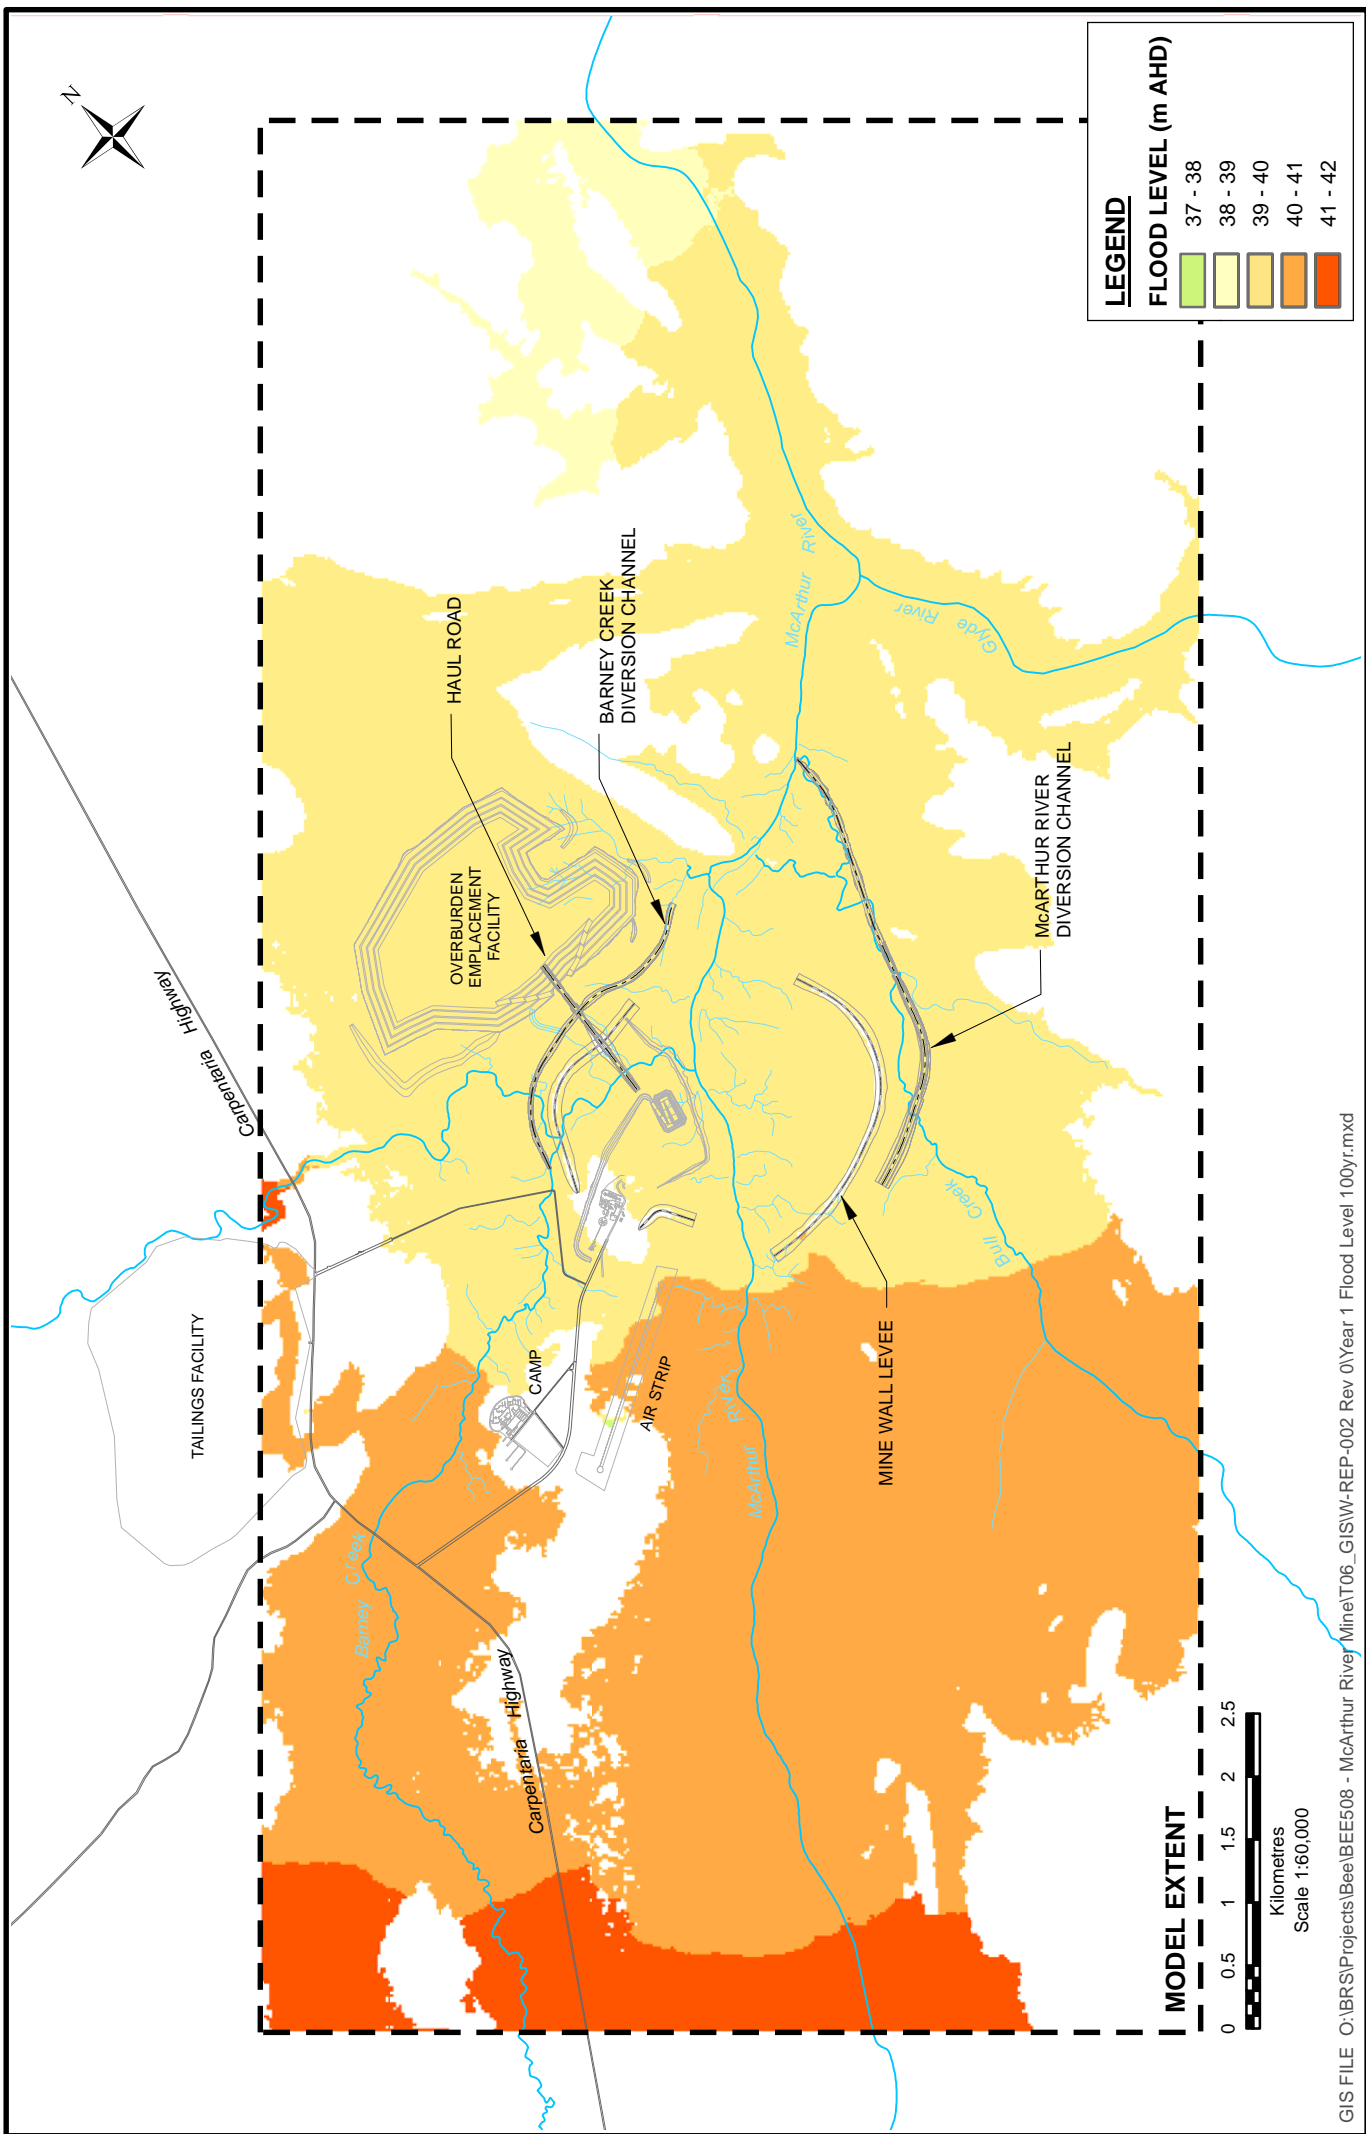 N
Carpentaria Highway
TAILINGS FACILITY
HAUL ROAD
OVERBURDEN
EMPLACEMENT
FACILITY
BARNEY CREEK
DIVERSION CHANNEL
Barney Creek
CAMP
AIR STRIP
Carpentaria Highway
McArthur River
McArthur River
Glyde River
Bull Creek
MINE WALL LEVEE
McARTHUR RIVER
DIVERSION CHANNEL
MODEL EXTENT
0 0.5 1 1.5 2 2.5
Kilometres
Scale 1:60,000
LEGEND
FLOOD LEVEL (m AHD)
37 - 38
38 - 39
39 - 40
40 - 41
41 - 42
GIS FILE O:\BRS\Projects\Bee\BEE508 - McArthur River Mine\T06_GIS\W-REP-002 Rev 0\Year 1 Flood Level 100yr.mxd